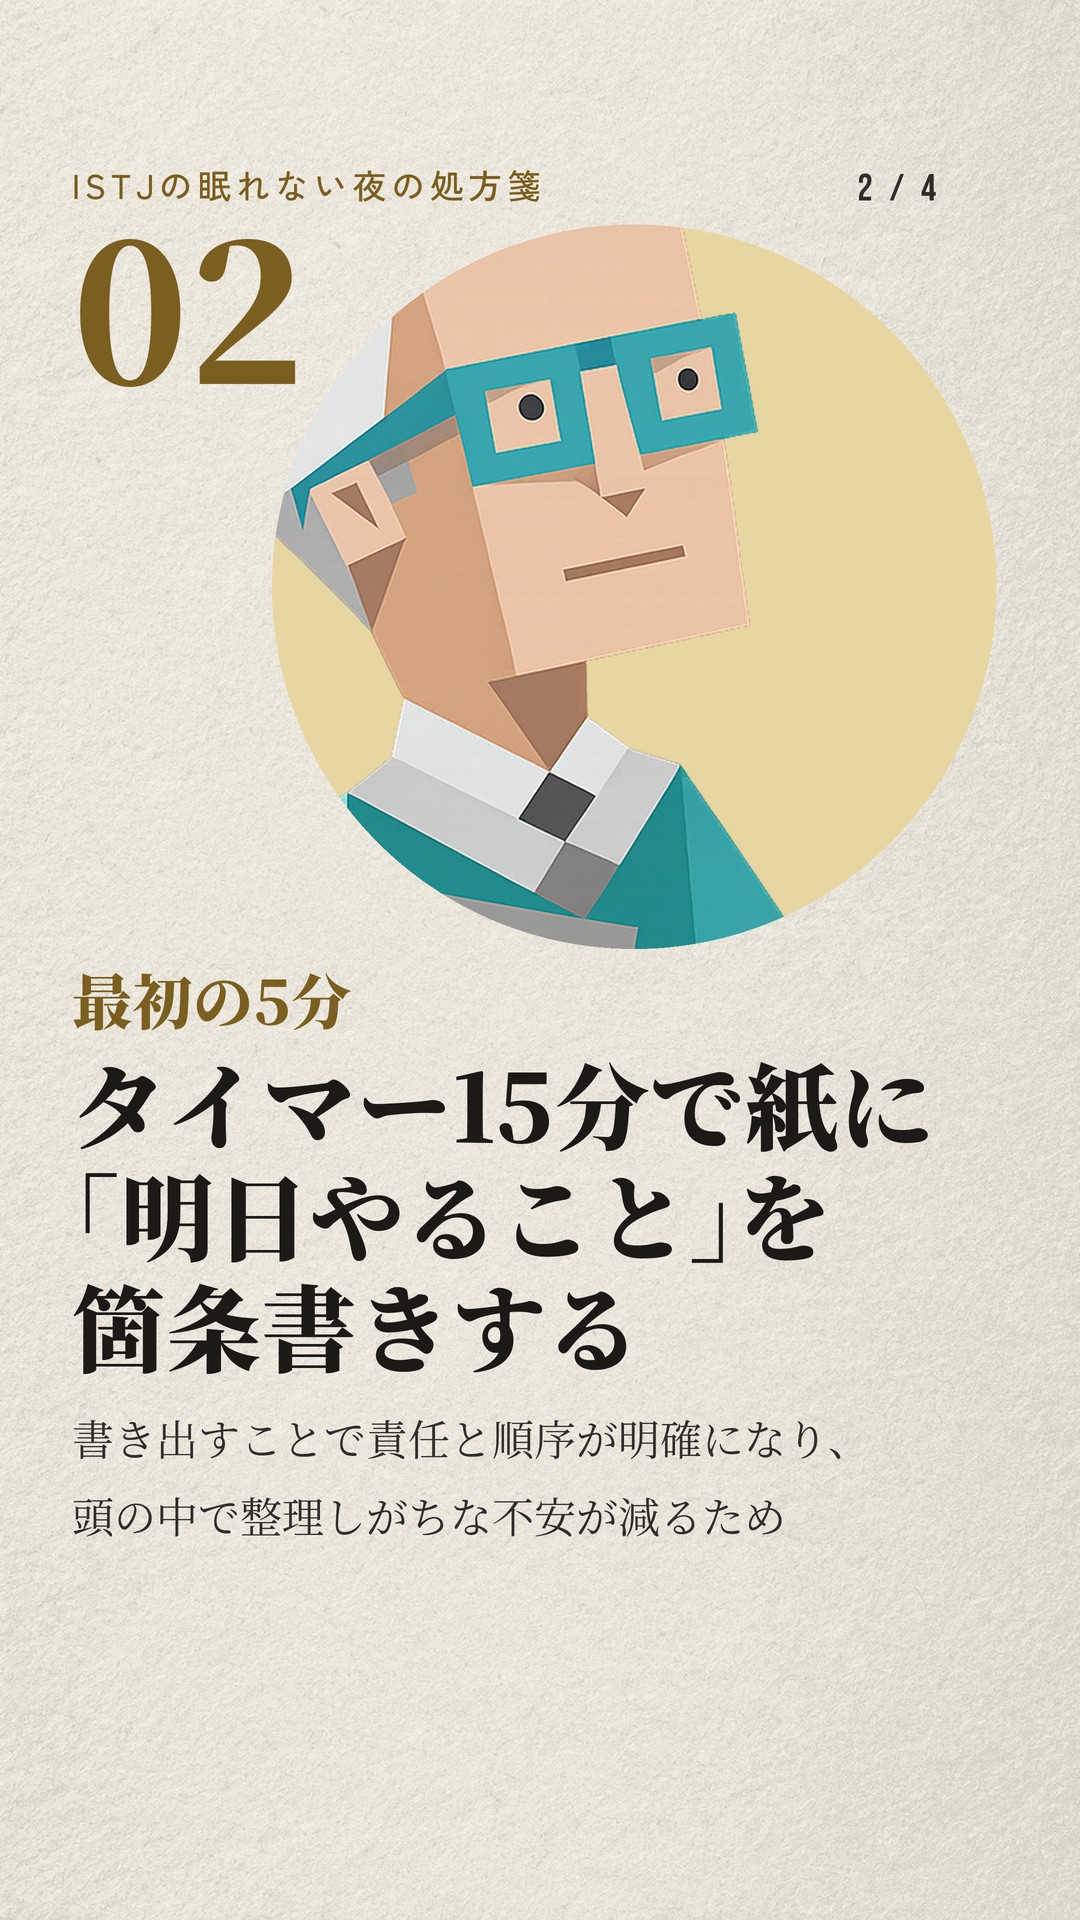 ISTJの眠れない夜の処方箋
2 / 4
02
最初の5分
タイマー15分で紙に
「明日やること」を
箇条書きする
書き出すことで責任と順序が明確になり、
頭の中で整理しがちな不安が減るため